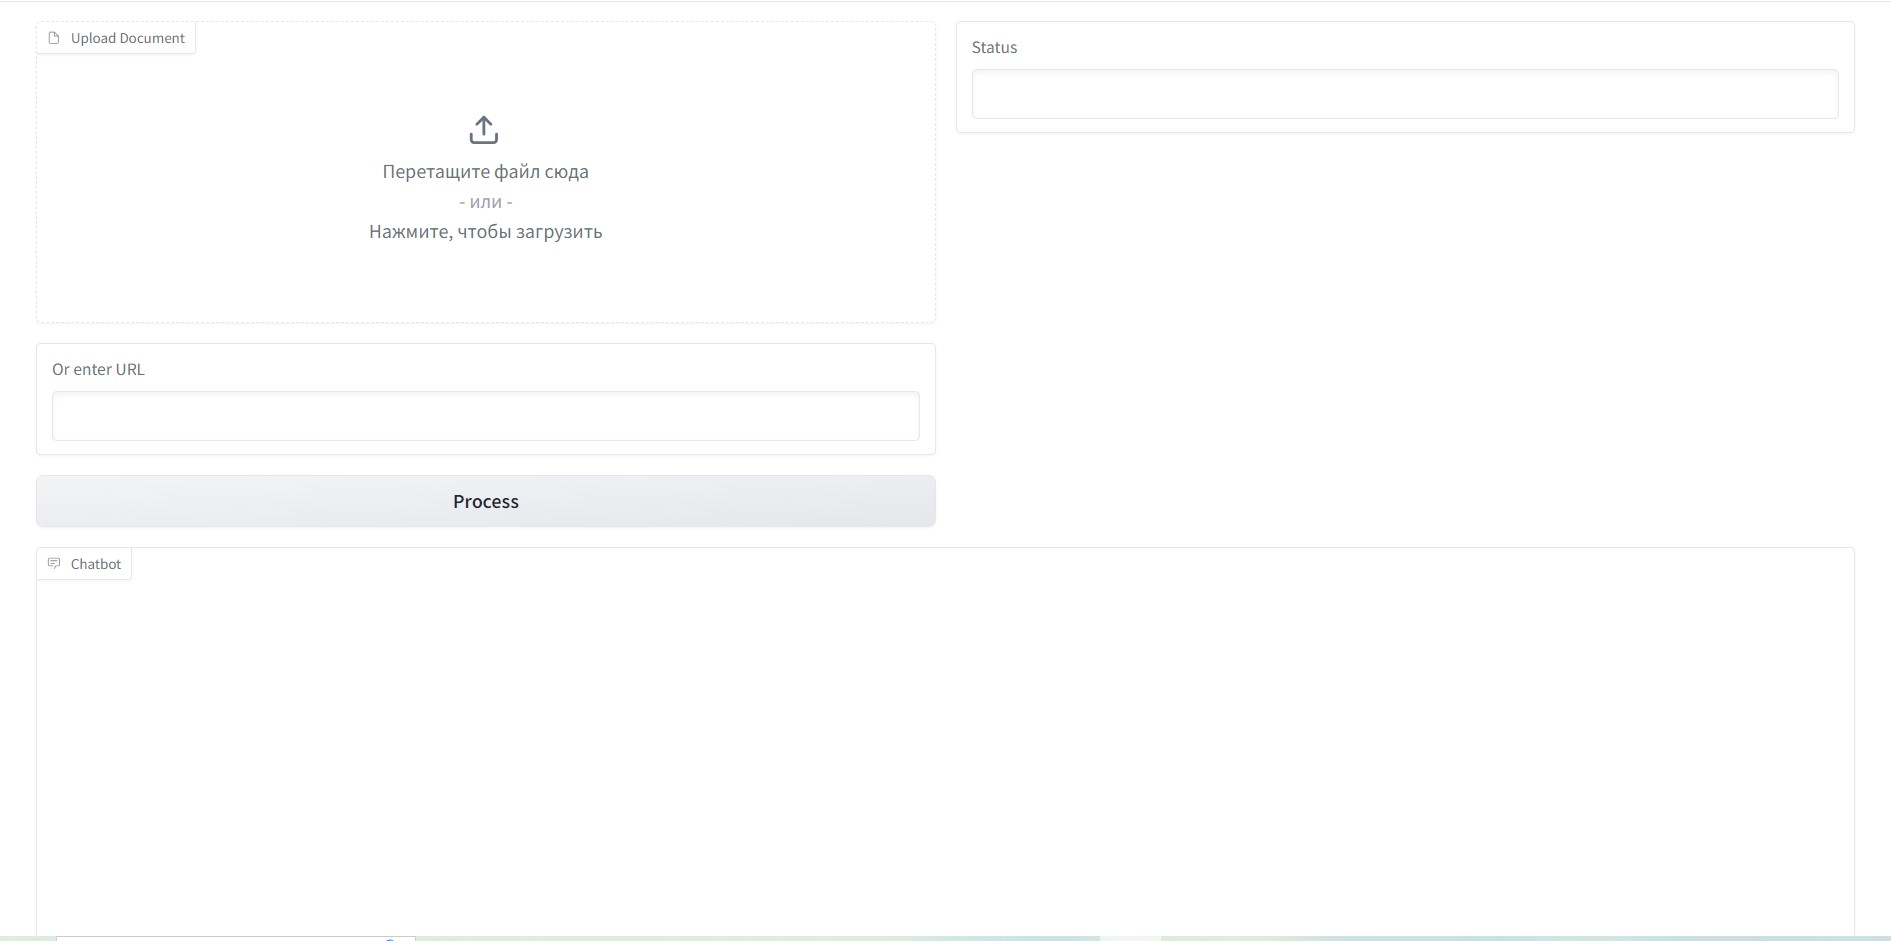 Upload Document
Перетащите файл сюда
- или -
Нажмите, чтобы загрузить
Or enter URL
Process
Status
Chatbot